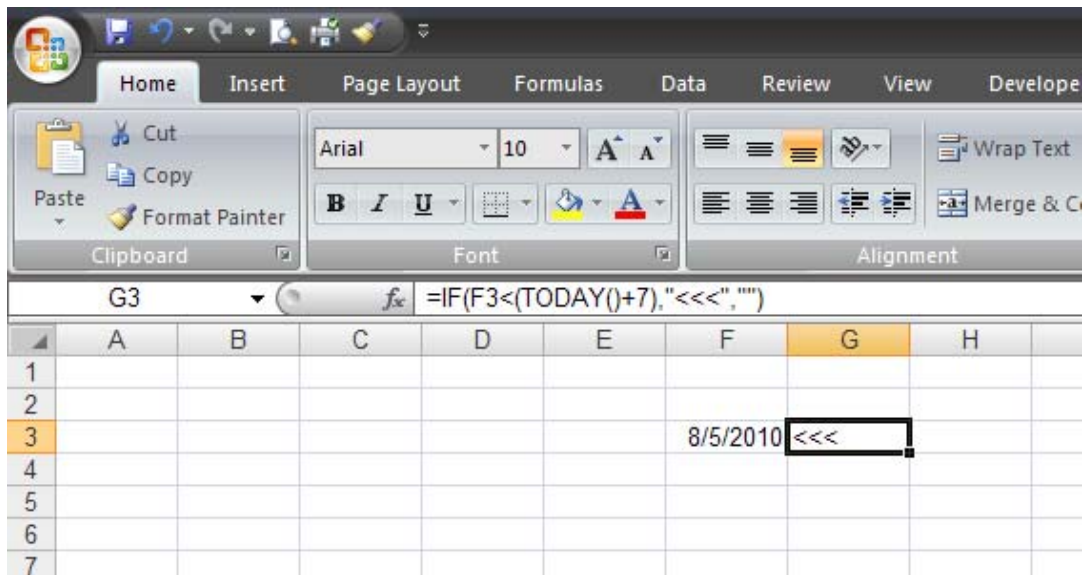 Home Insert Page Layout Formulas Data Review View Develope
Cut
Copy
Paste
Format Painter
Clipboard
Arial 10 A A
B I U A
Font
Wrap Text
Merge & Ce
Alignment
G3 fx =IF(F3<(TODAY()+7),"<<<","")
A B C D E F G H
1
2
3 8/5/2010 <<<
4
5
6
7